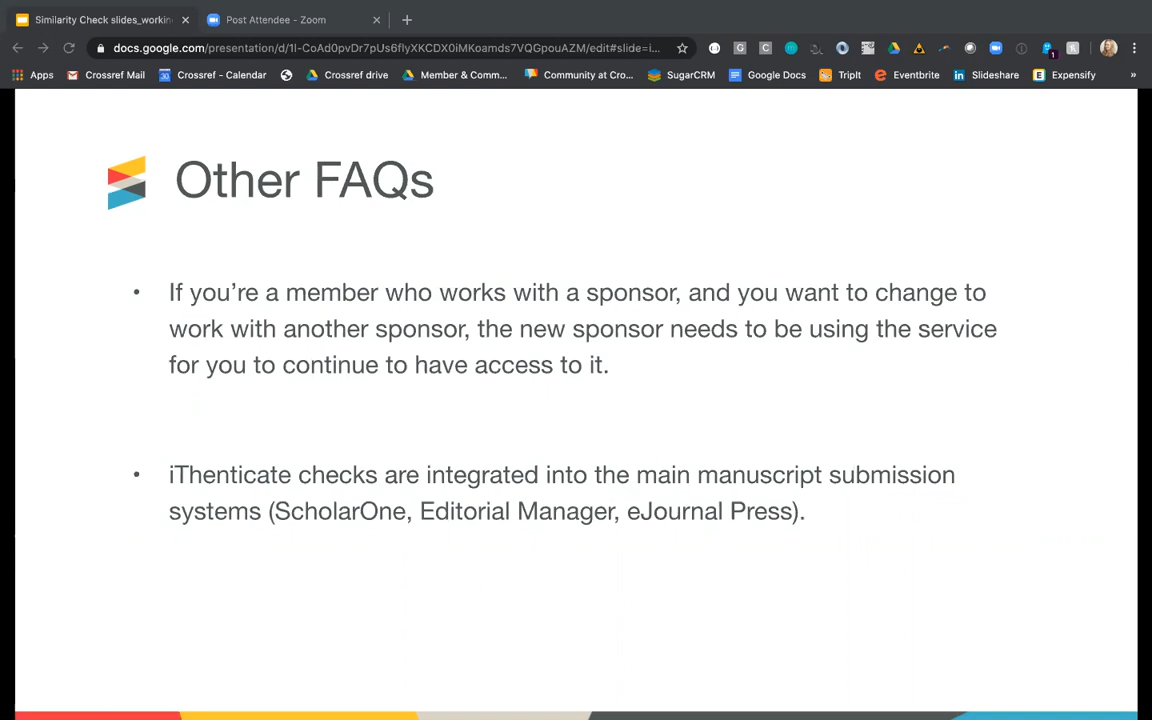 Similarity Check slides_workin
Post Attendee - Zoom
docs.google.com/presentation/d/1l-CoAd0pvDr7pUs6flyXKCDX0iMKoamds7VQGpouAZM/edit#slide=i...
Apps
Crossref Mail
Crossref - Calendar
Crossref drive
Member & Comm...
Community at Cro...
SugarCRM
Google Docs
TripIt
Eventbrite
Slideshare
Expensify
»
Other FAQs
• If you’re a member who works with a sponsor, and you want to change to
work with another sponsor, the new sponsor needs to be using the service
for you to continue to have access to it.
• iThenticate checks are integrated into the main manuscript submission
systems (ScholarOne, Editorial Manager, eJournal Press).